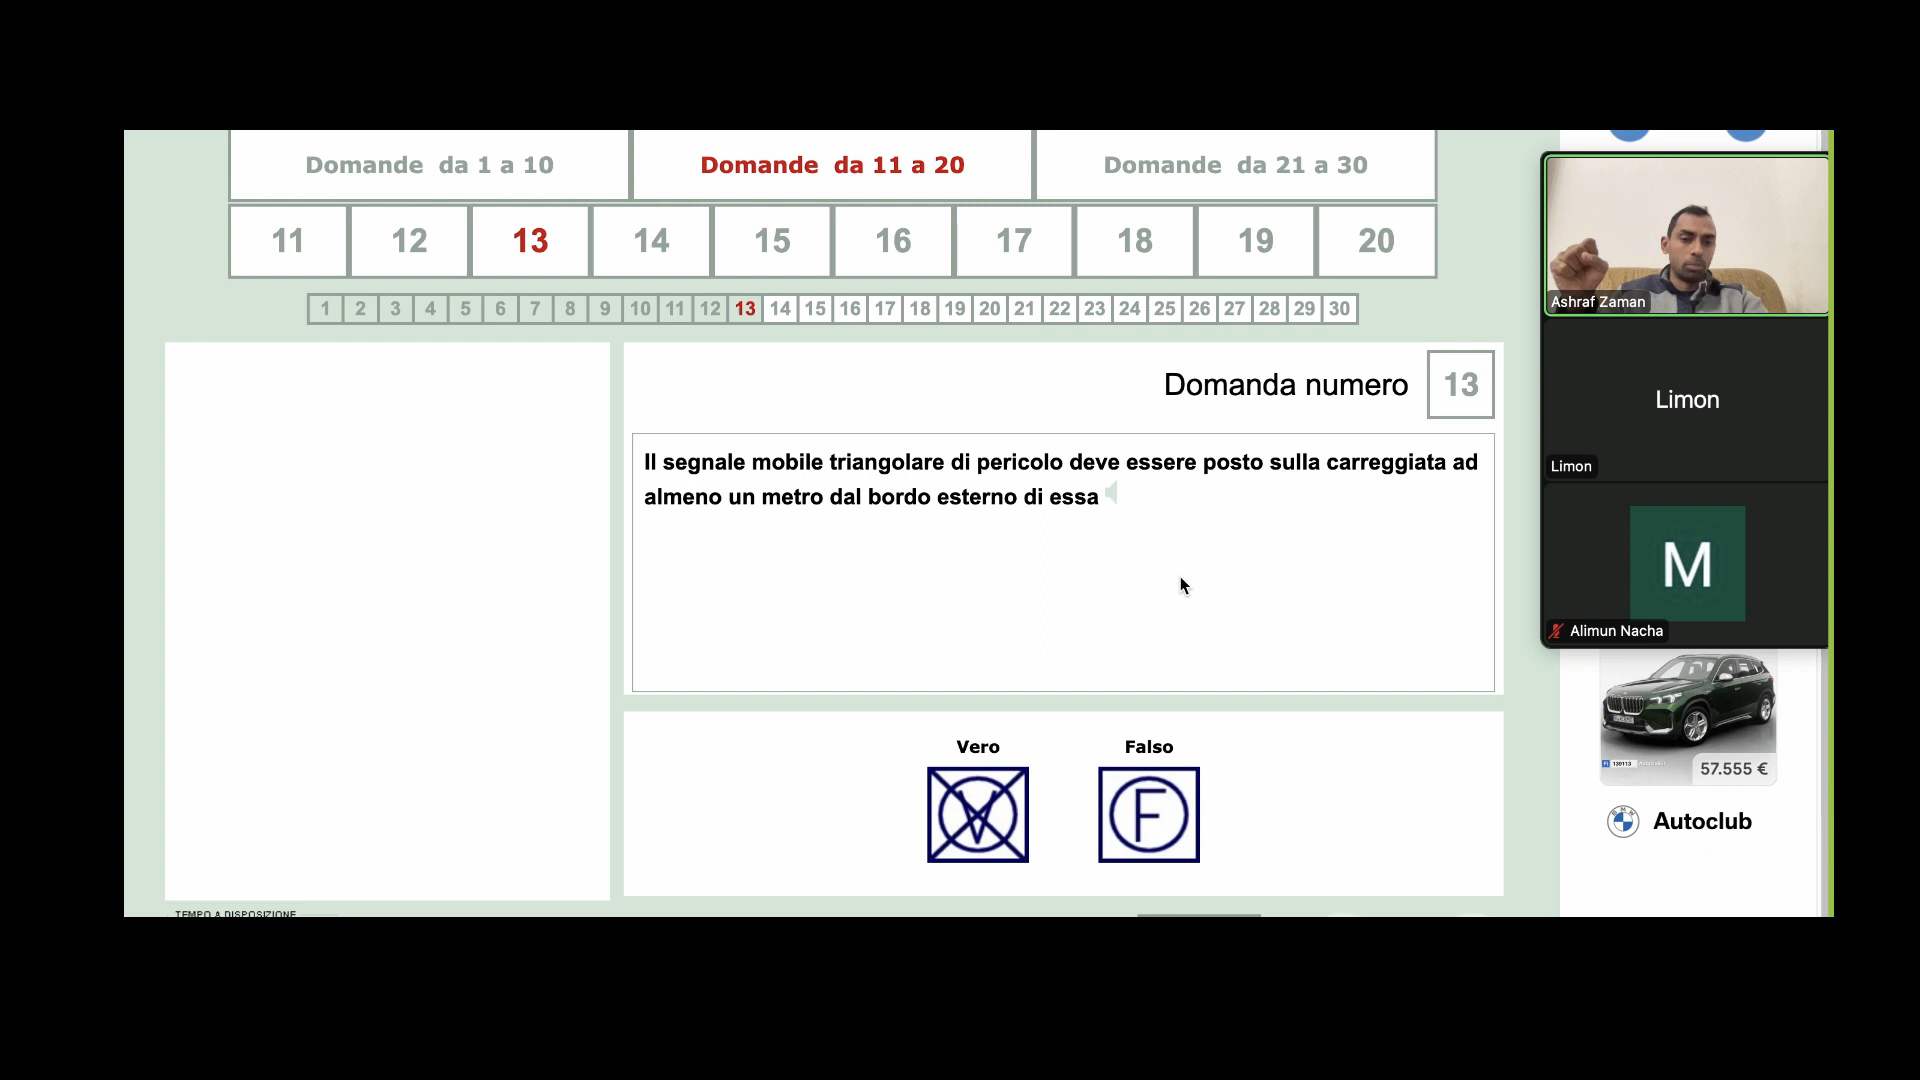 Domande da 1 a 10
Domande da 11 a 20
Domande da 21 a 30
11 12 13 14 15 16 17 18 19 20
1 2 3 4 5 6 7 8 9 10 11 12 13 14 15 16 17 18 19 20 21 22 23 24 25 26 27 28 29 30
Domanda numero 13
Il segnale mobile triangolare di pericolo deve essere posto sulla carreggiata ad
almeno un metro dal bordo esterno di essa
Vero Falso
V F
TEMPO A DISPOSIZIONE
Ashraf Zaman
Limon
Limon
M
Alimun Nacha
57.555 €
BMW
Autoclub